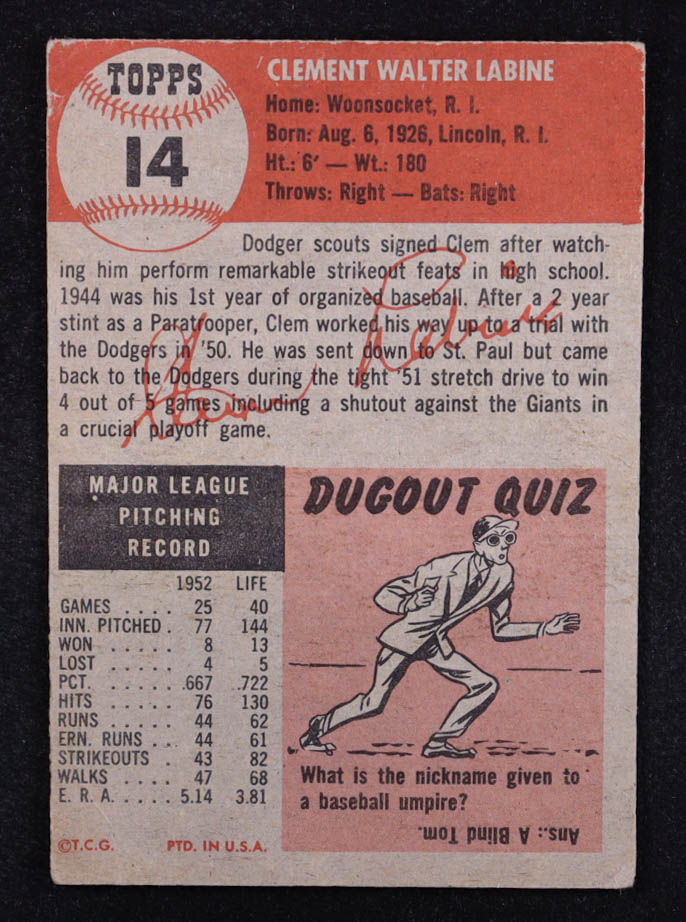 TOPPS
14
CLEMENT WALTER LABINE
Home: Woonsocket, R. I.
Born: Aug. 6, 1926, Lincoln, R. I.
Ht.: 6' — Wt.: 180
Throws: Right — Bats: Right
Dodger scouts signed Clem after watch-
ing him perform remarkable strikeout feats in high school.
1944 was his 1st year of organized baseball. After a 2 year
stint as a Paratrooper, Clem worked his way up to a trial with
the Dodgers in '50. He was sent down to St. Paul but came
back to the Dodgers during the tight '51 stretch drive to win
4 out of 5 games including a shutout against the Giants in
a crucial playoff game.
Clem Labine
MAJOR LEAGUE
PITCHING
RECORD
1952 LIFE
GAMES . . . . 25 40
INN. PITCHED . 77 144
WON . . . . . 8 13
LOST . . . . . 4 5
PCT. . . . . . .667 .722
HITS . . . . . 76 130
RUNS . . . . . 44 62
ERN. RUNS . . . 44 61
STRIKEOUTS . . 43 82
WALKS . . . . 47 68
E. R. A. . . . . 5.14 3.81
©T.C.G. PTD. IN U.S.A.
DUGOUT QUIZ
What is the nickname given to
a baseball umpire?
Ans.: A Blind Tom.